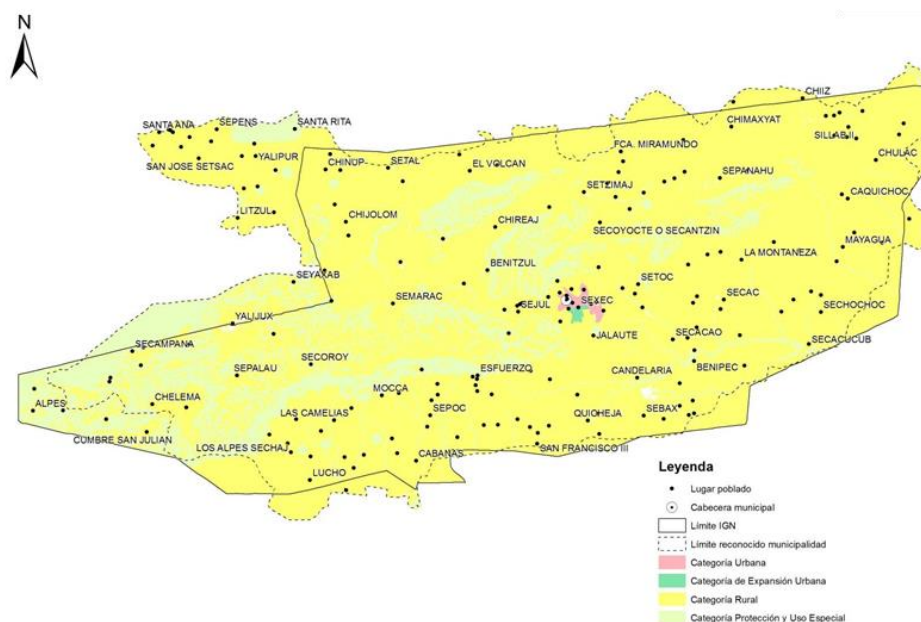 N
CHIIZ
SANTA ANA
SEPENS
SANTA RITA
CHIMAXYAT
SILLAB II
FCA. MIRAMUNDO
YALIPUR
CHULAC
SAN JOSE SETSAC
CHINUP
SETAL
EL VOLCAN
SEPANAHU
SETZIMAJ
CAQUICHOC
LITZUL
CHIJOLOM
CHIREAJ
SECOYOCTE O SECANTZIN
MAYAGUA
LA MONTANEZA
BENITZUL
SEYAXAB
SETOC
SEMARAC
SEJUL
SEXEC
SECAC
SECHOCHOC
YALIJUX
JALAUTE
SECACAO
SECAMPANA
SECACUCUB
SECOROY
SEPALAU
ESFUERZO
CANDELARIA
BENIPEC
MOCCA
ALPES
CHELEMA
LAS CAMELIAS
SEPOC
QUIOHEJA
SEBAX
CUMBRE SAN JULIAN
LOS ALPES SECHAJ
CABANAS
SAN FRANCISCO III
LUCHO
Leyenda
Lugar poblado
Cabecera municipal
Límite IGN
Límite reconocido municipalidad
Categoría Urbana
Categoría de Expansión Urbana
Categoría Rural
Categoría Protección y Uso Especial